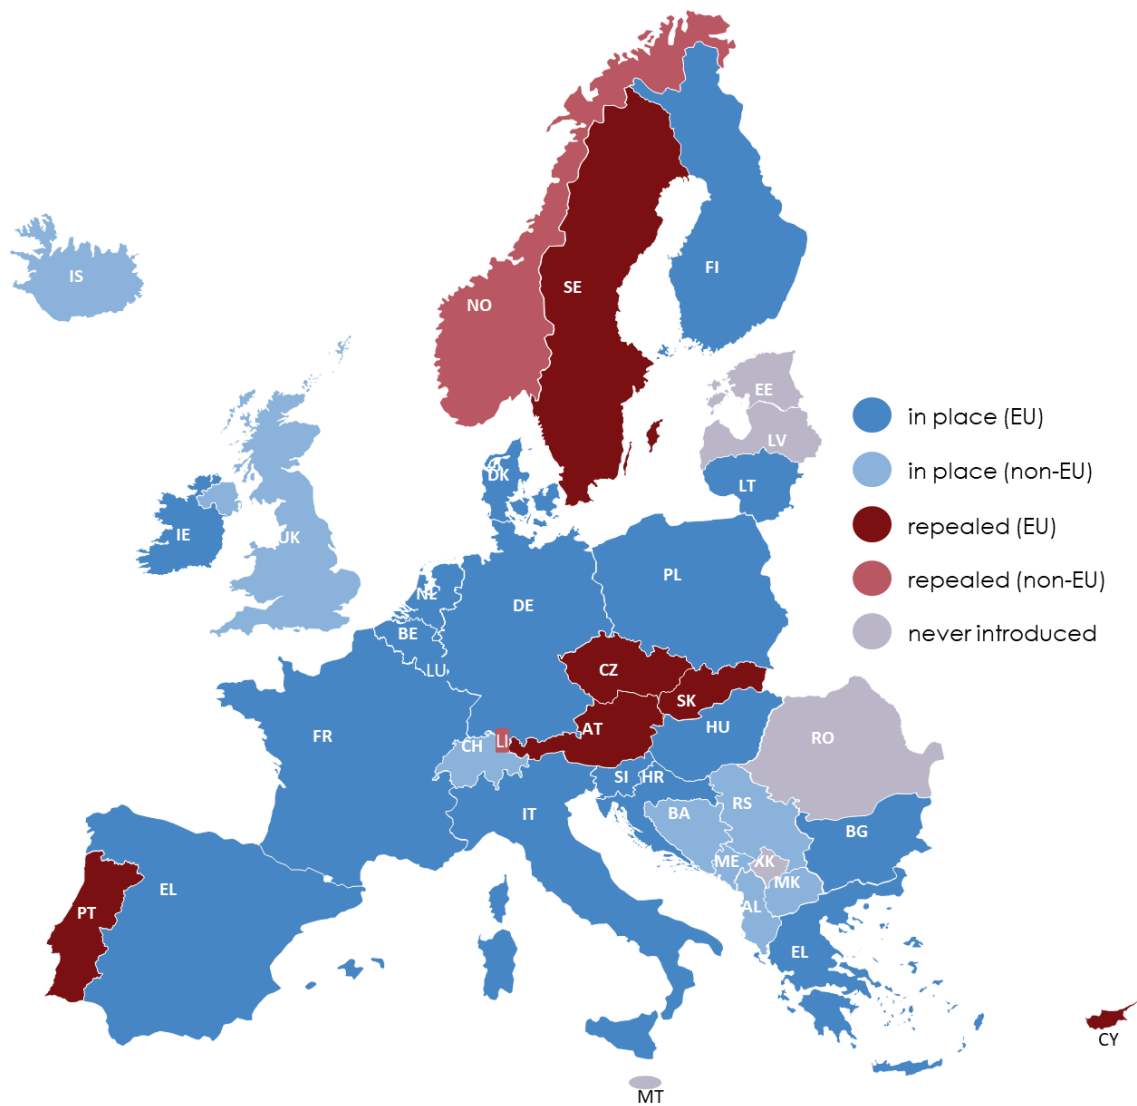 IS
NO
SE
FI
EE
LV
LT
in place (EU)
in place (non-EU)
repealed (EU)
repealed (non-EU)
never introduced
DK
IE
UK
NL
BE
LU
DE
PL
CZ
SK
AT
HU
RO
FR
CH
LI
SI
HR
IT
BA
RS
BG
ME
XK
MK
AL
EL
PT
EL
CY
MT